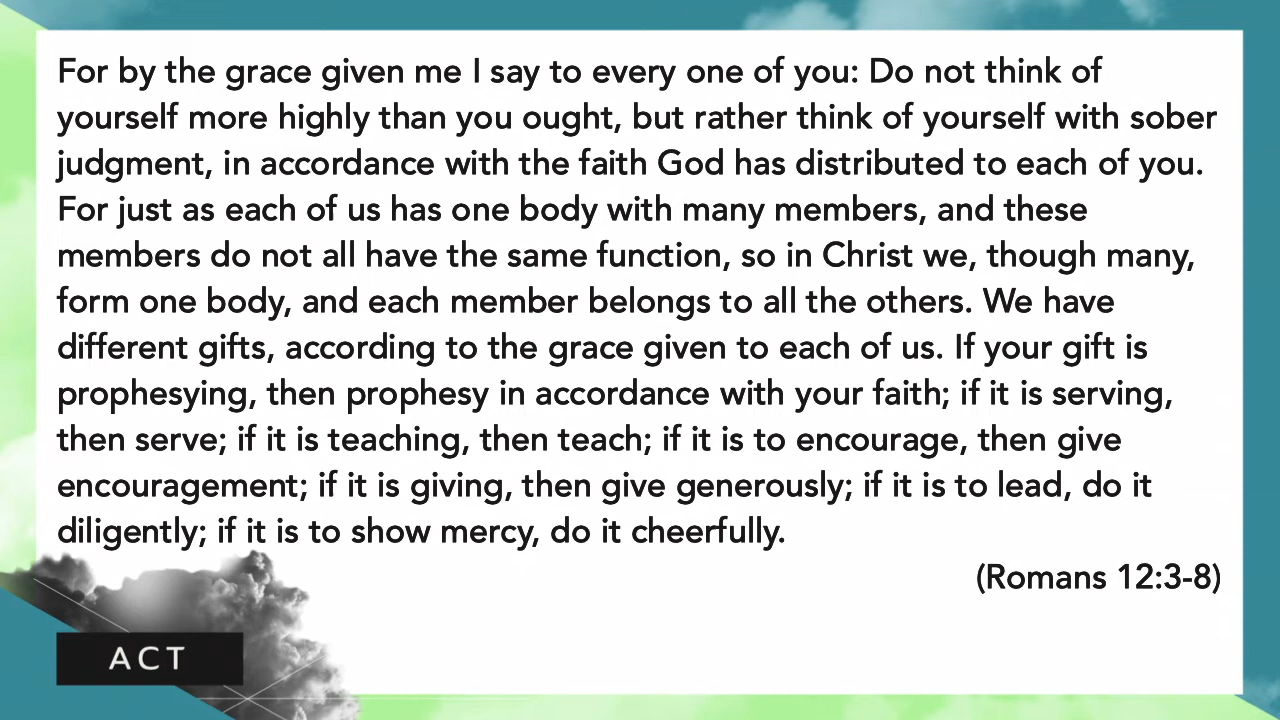 For by the grace given me I say to every one of you: Do not think of
yourself more highly than you ought, but rather think of yourself with sober
judgment, in accordance with the faith God has distributed to each of you.
For just as each of us has one body with many members, and these
members do not all have the same function, so in Christ we, though many,
form one body, and each member belongs to all the others. We have
different gifts, according to the grace given to each of us. If your gift is
prophesying, then prophesy in accordance with your faith; if it is serving,
then serve; if it is teaching, then teach; if it is to encourage, then give
encouragement; if it is giving, then give generously; if it is to lead, do it
diligently; if it is to show mercy, do it cheerfully.
(Romans 12:3-8)
ACT